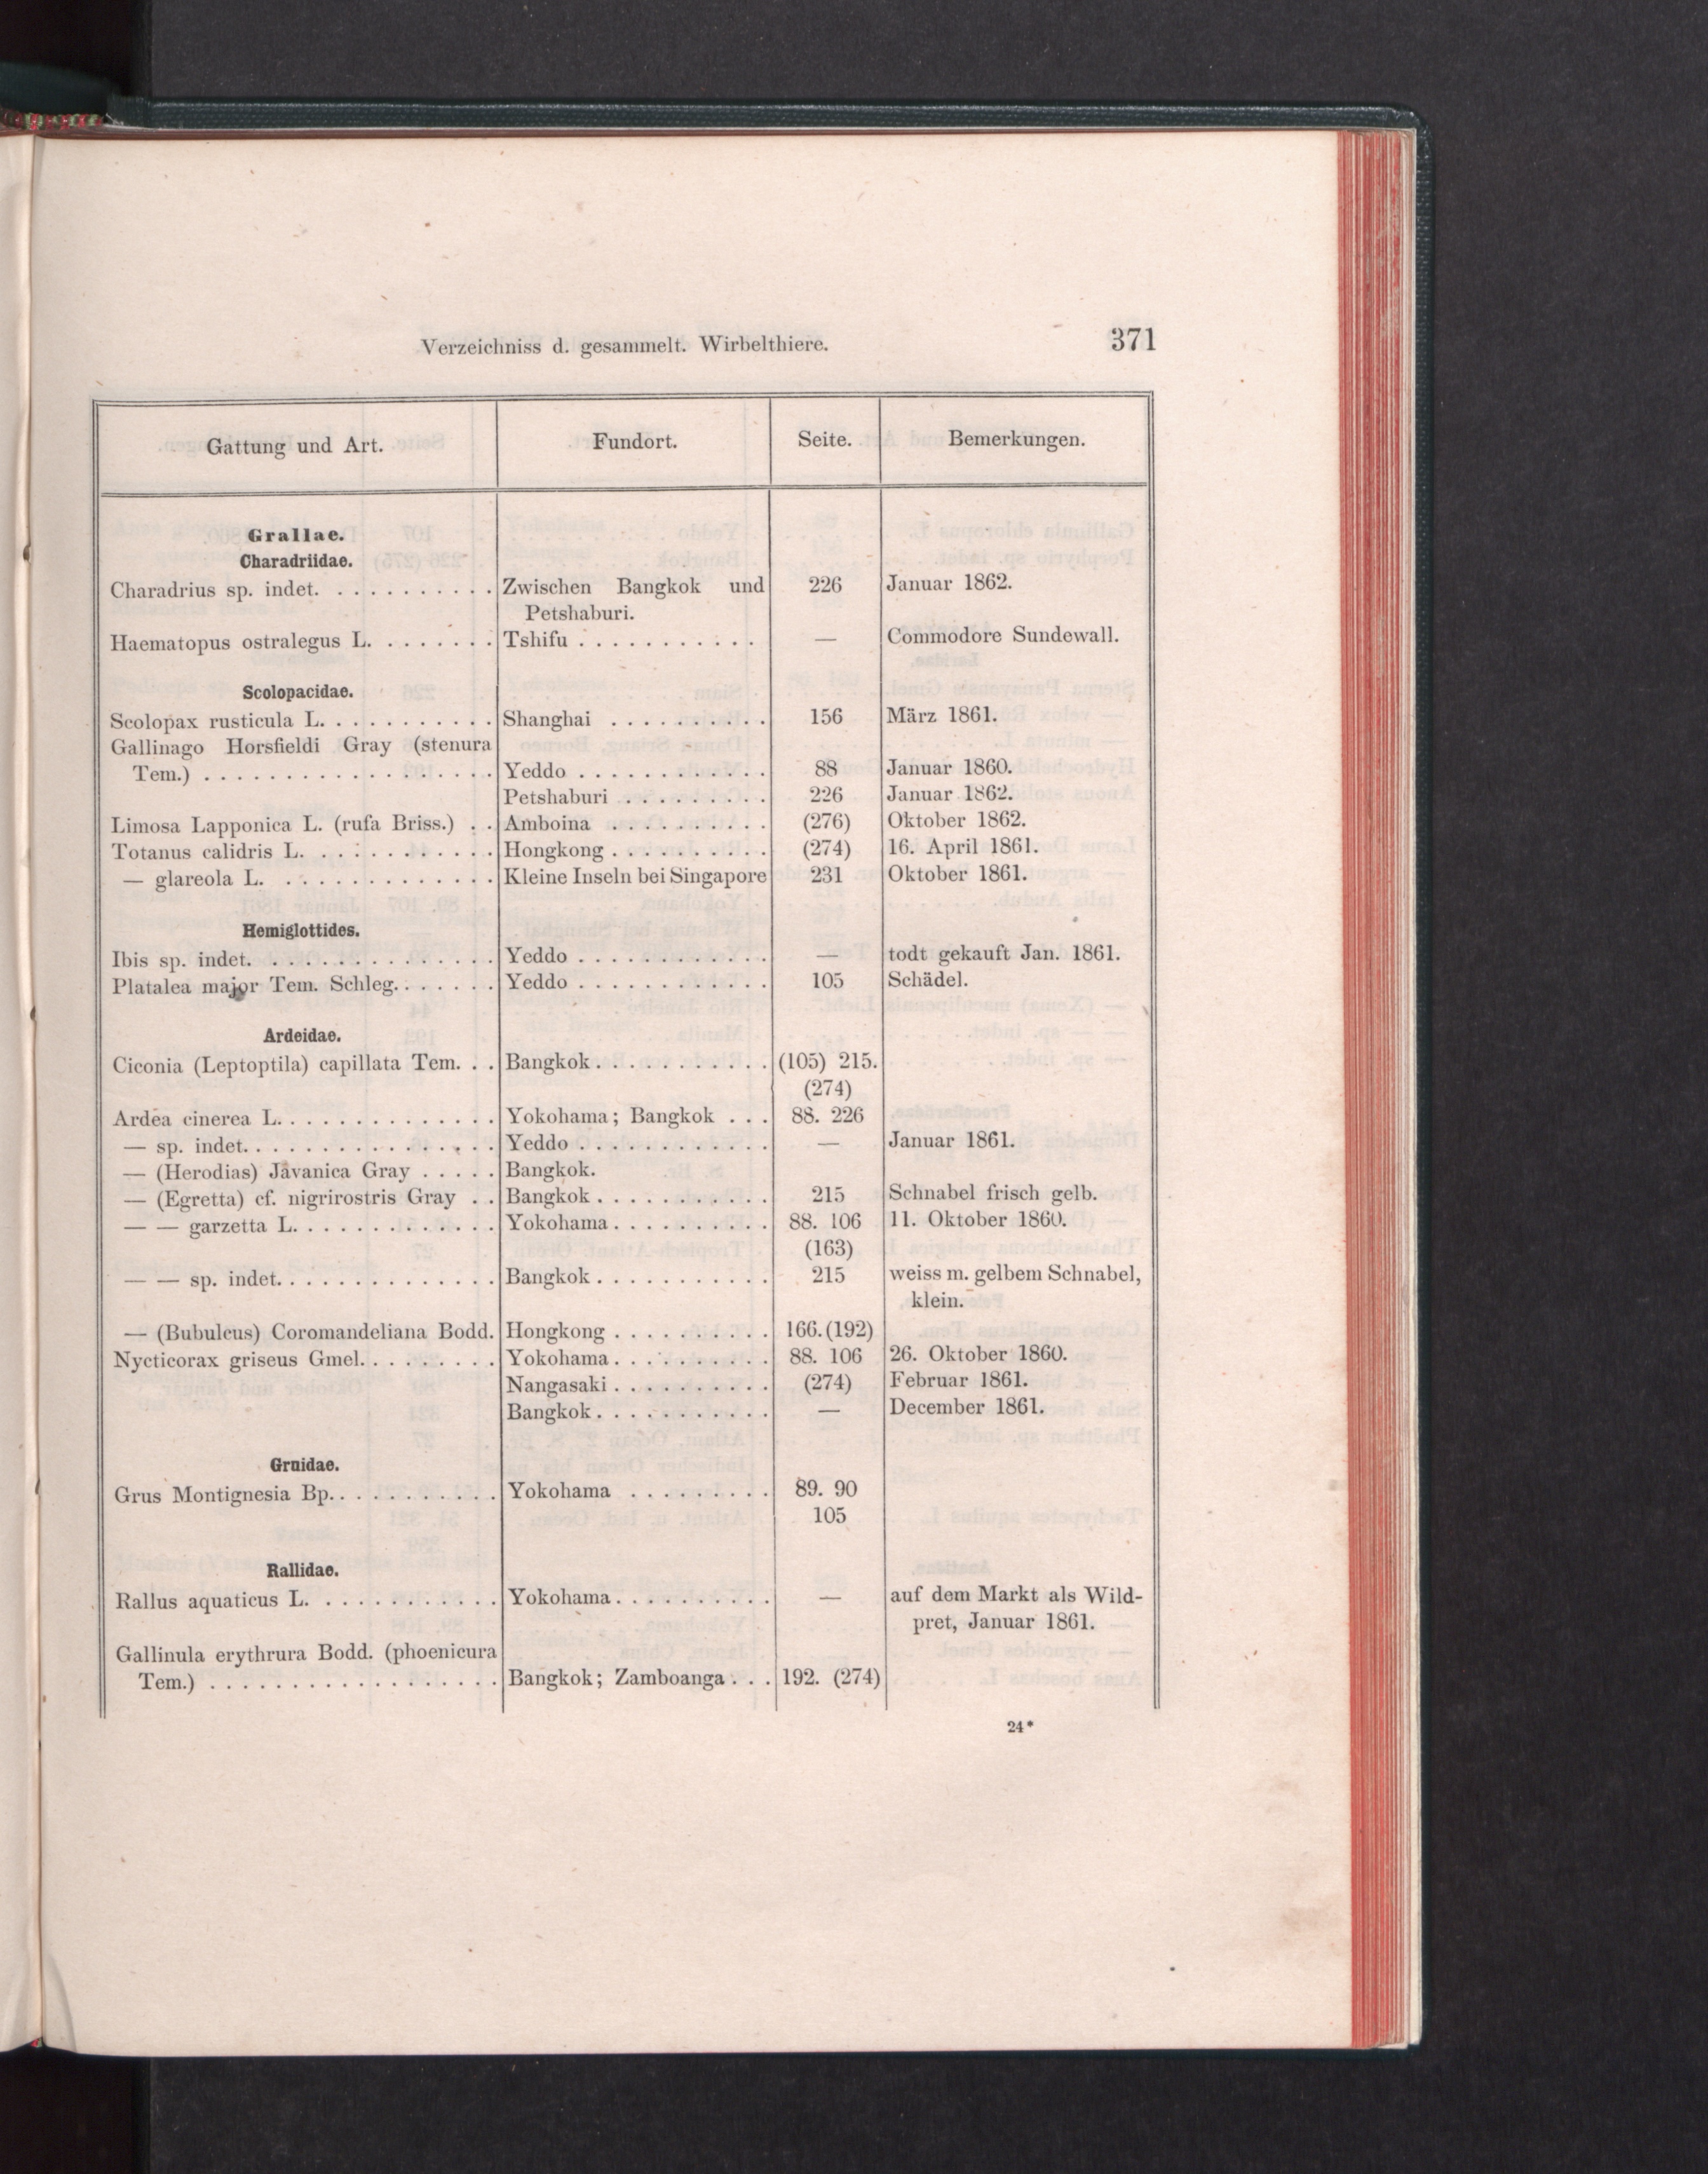 Verzeichniss d. gesammelt. Wirbelthiere. 371
Gattung und Art. Fundort. Seite. Bemerkungen.
Grallae.
Charadriidae.
Charadrius sp. indet. . . . . . . . . . . Zwischen Bangkok und 226 Januar 1862.
Petshaburi.
Haematopus ostralegus L. . . . . . . . Tshifu . . . . . . . . . . . — Commodore Sundewall.
Scolopacidae.
Scolopax rusticula L. . . . . . . . . . . Shanghai . . . . . . . . . . 156 März 1861.
Gallinago Horsfieldi Gray (stenura
Tem.) . . . . . . . . . . . . . . . . . . Yeddo . . . . . . . . . . . . 88 Januar 1860.
Petshaburi . . . . . . . . . 226 Januar 1862.
Limosa Lapponica L. (rufa Briss.) . . Amboina . . . . . . . . . . (276) Oktober 1862.
Totanus calidris L. . . . . . . . . . . . Hongkong . . . . . . . . . . (274) 16. April 1861.
— glareola L. . . . . . . . . . . . . . Kleine Inseln bei Singapore 231 Oktober 1861.
Hemiglottides.
Ibis sp. indet. . . . . . . . . . . . . . Yeddo . . . . . . . . . . . . — todt gekauft Jan. 1861.
Platalea major Tem. Schleg. . . . . . . Yeddo . . . . . . . . . . . . 105 Schädel.
Ardeidae.
Ciconia (Leptoptila) capillata Tem. . . Bangkok . . . . . . . . . . . (105) 215.
(274)
Ardea cinerea L. . . . . . . . . . . . . . Yokohama; Bangkok . . . 88. 226
— sp. indet. . . . . . . . . . . . . . . Yeddo . . . . . . . . . . . . — Januar 1861.
— (Herodias) Javanica Gray . . . . . Bangkok.
— (Egretta) cf. nigrirostris Gray . . Bangkok . . . . . . . . . . . 215 Schnabel frisch gelb.
— — garzetta L. . . . . . . . . . . . . Yokohama . . . . . . . . . . 88. 106 11. Oktober 1860.
(163)
— — sp. indet. . . . . . . . . . . . . . Bangkok . . . . . . . . . . . 215 weiss m. gelbem Schnabel,
klein.
— (Bubulcus) Coromandeliana Bodd. Hongkong . . . . . . . . . . 166. (192)
Nycticorax griseus Gmel. . . . . . . . . Yokohama . . . . . . . . . . 88. 106 26. Oktober 1860.
Nangasaki . . . . . . . . . . (274) Februar 1861.
Bangkok . . . . . . . . . . . — December 1861.
Gruidae.
Grus Montignesia Bp. . . . . . . . . . . Yokohama . . . . . . . . . 89. 90
105
Rallidae.
Rallus aquaticus L. . . . . . . . . . . . Yokohama . . . . . . . . . . — auf dem Markt als Wild-
pret, Januar 1861.
Gallinula erythrura Bodd. (phoenicura
Tem.) . . . . . . . . . . . . . . . . . . Bangkok; Zamboanga . . . 192. (274)
24*